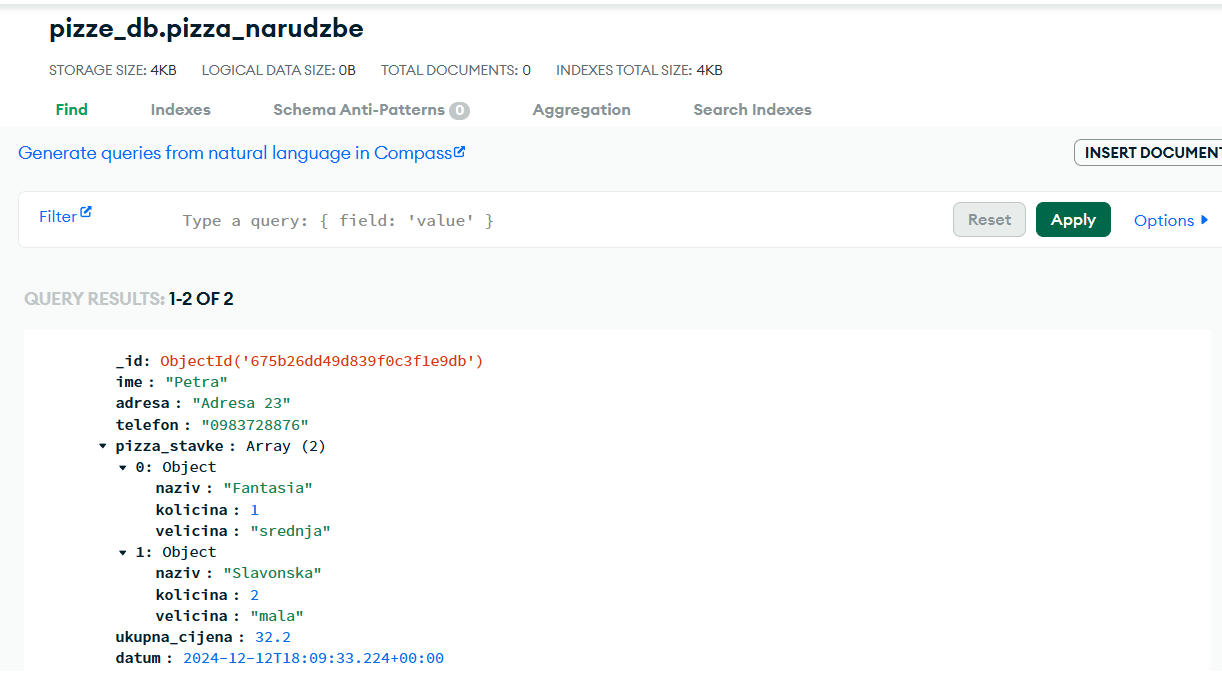 pizze_db.pizza_narudzbe
STORAGE SIZE: 4KB LOGICAL DATA SIZE: 0B TOTAL DOCUMENTS: 0 INDEXES TOTAL SIZE: 4KB
Find Indexes Schema Anti-Patterns 0 Aggregation Search Indexes
Generate queries from natural language in Compass
INSERT DOCUMENT
Filter Type a query: { field: 'value' } Reset Apply Options
QUERY RESULTS: 1-2 OF 2
_id: ObjectId('675b26dd49d839f0c3f1e9db')
ime : "Petra"
adresa : "Adresa 23"
telefon : "0983728876"
pizza_stavke : Array (2)
0: Object
naziv : "Fantasia"
kolicina : 1
velicina : "srednja"
1: Object
naziv : "Slavonska"
kolicina : 2
velicina : "mala"
ukupna_cijena : 32.2
datum : 2024-12-12T18:09:33.224+00:00